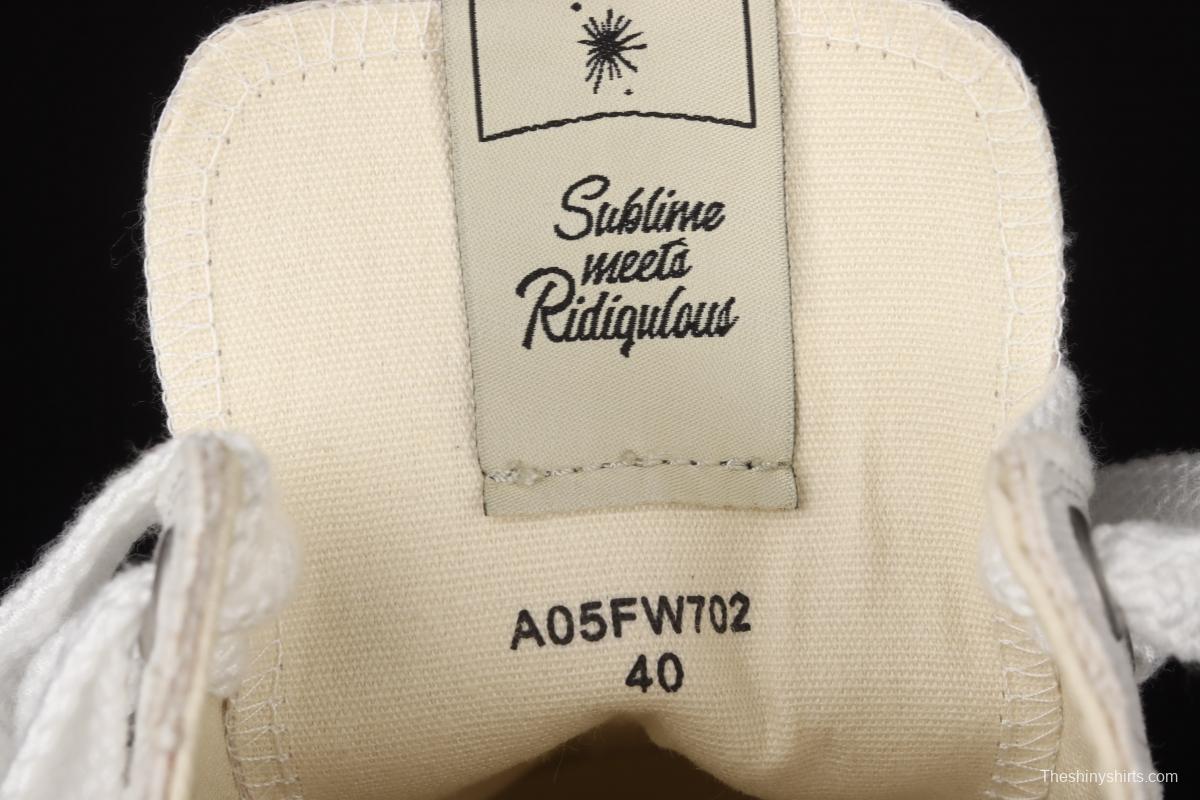 Sublime
meets
Ridiqulous
A05FW702
40
Theshinyshirts.com